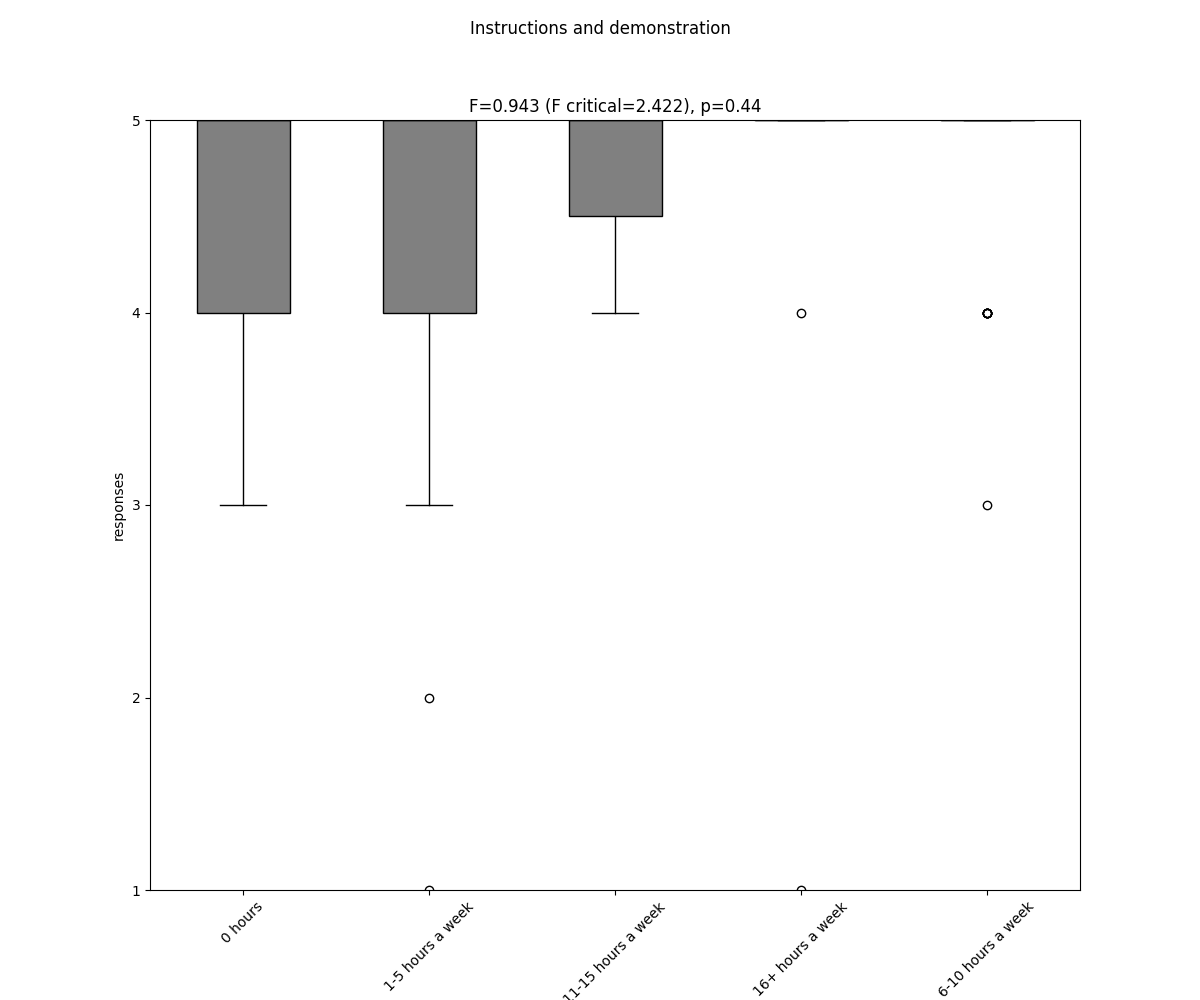 Instructions and demonstration
F=0.943 (F critical=2.422), p=0.44
5
4
3
2
1
responses
0 hours
1-5 hours a week
11-15 hours a week
16+ hours a week
6-10 hours a week